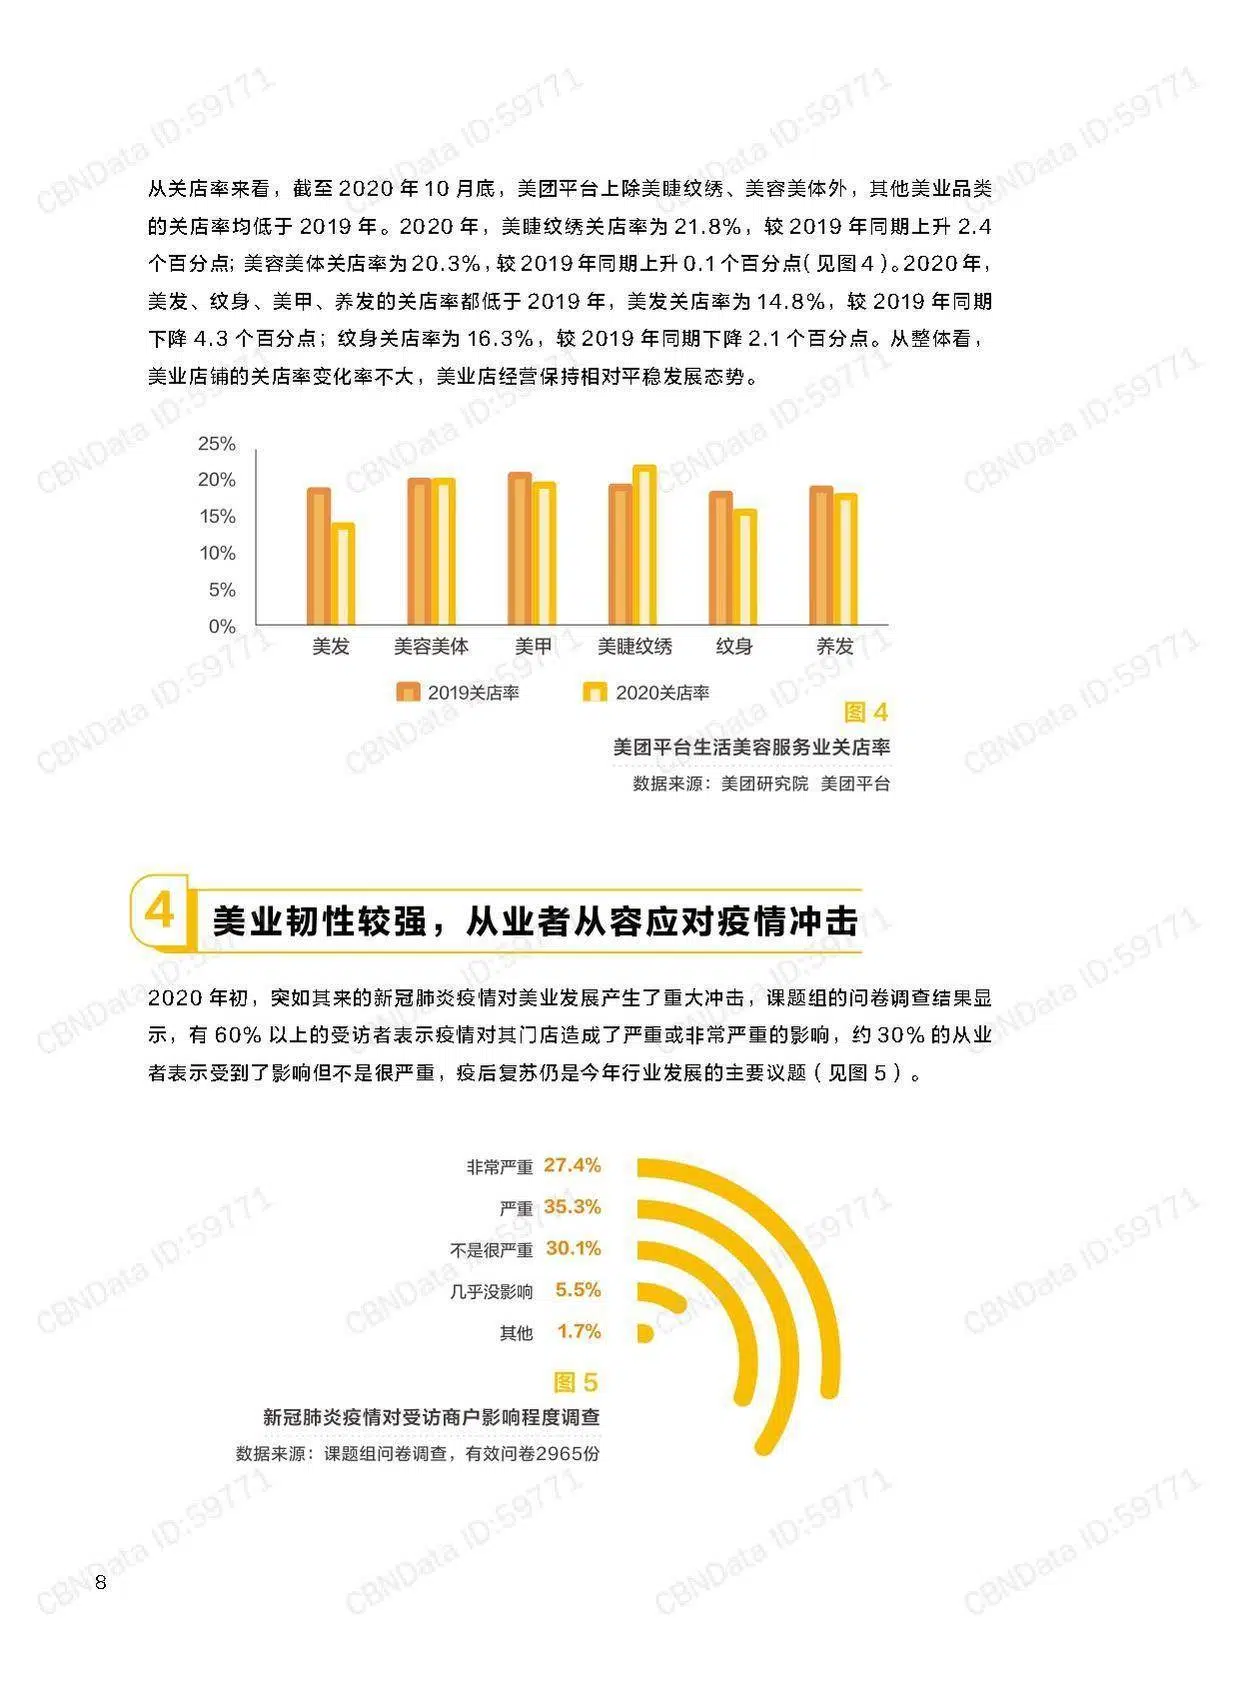 从关店率来看，截至 2020 年 10 月底，美团平台上除美睫纹绣、美容美体外，其他美业品类
的关店率均低于 2019 年。2020 年，美睫纹绣关店率为 21.8%，较 2019 年同期上升 2.4
个百分点；美容美体关店率为 20.3%，较 2019 年同期上升 0.1 个百分点（见图 4）。2020 年，
美发、纹身、美甲、养发的关店率都低于 2019 年，美发关店率为 14.8%，较 2019 年同期
下降 4.3 个百分点；纹身关店率为 16.3%，较 2019 年同期下降 2.1 个百分点。从整体看，
美业店铺的关店率变化率不大，美业店经营保持相对平稳发展态势。
25%
20%
15%
10%
5%
0%
美发 美容美体 美甲 美睫纹绣 纹身 养发
2019关店率 2020关店率
图 4
美团平台生活美容服务业关店率
数据来源：美团研究院 美团平台
4 美业韧性较强，从业者从容应对疫情冲击
2020 年初，突如其来的新冠肺炎疫情对美业发展产生了重大冲击，课题组的问卷调查结果显
示，有 60% 以上的受访者表示疫情对其门店造成了严重或非常严重的影响，约 30% 的从业
者表示受到了影响但不是很严重，疫后复苏仍是今年行业发展的主要议题（见图 5）。
非常严重 27.4%
严重 35.3%
不是很严重 30.1%
几乎没影响 5.5%
其他 1.7%
图 5
新冠肺炎疫情对受访商户影响程度调查
数据来源：课题组问卷调查，有效问卷2965份
8
CBNData ID:59771